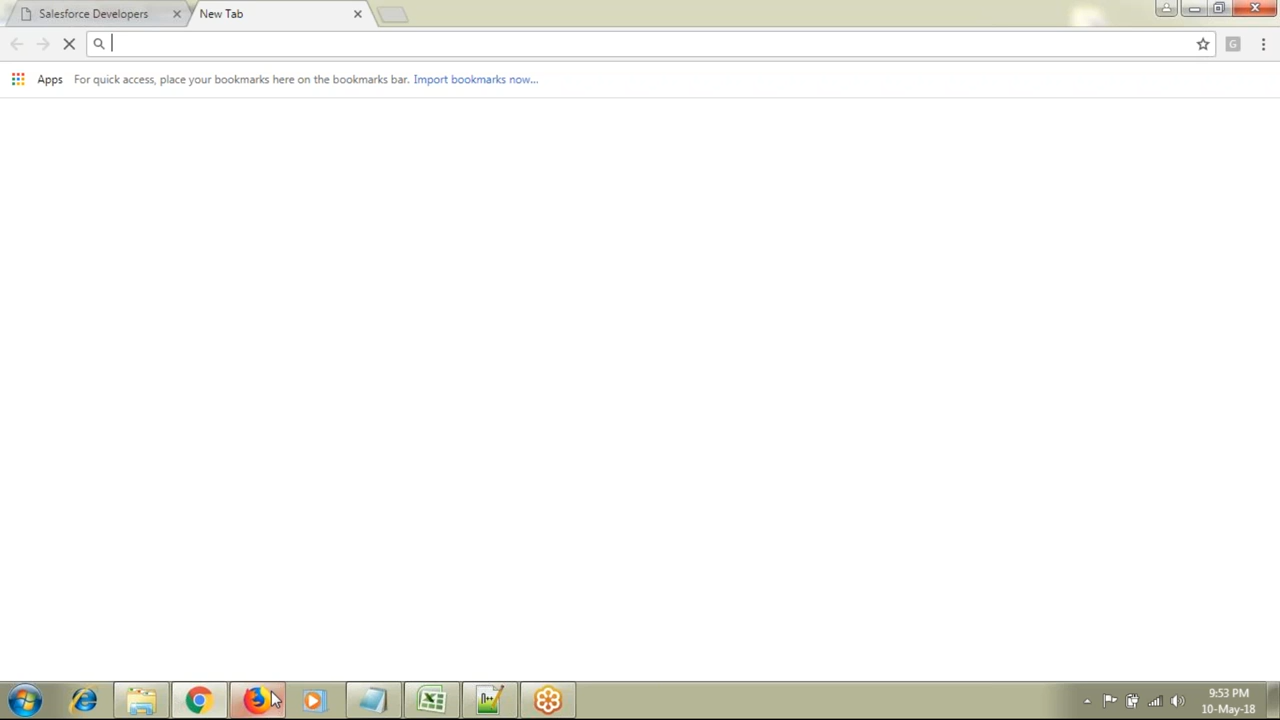 Salesforce Developers
New Tab
G
Apps For quick access, place your bookmarks here on the bookmarks bar. Import bookmarks now...
9:53 PM
10-May-18